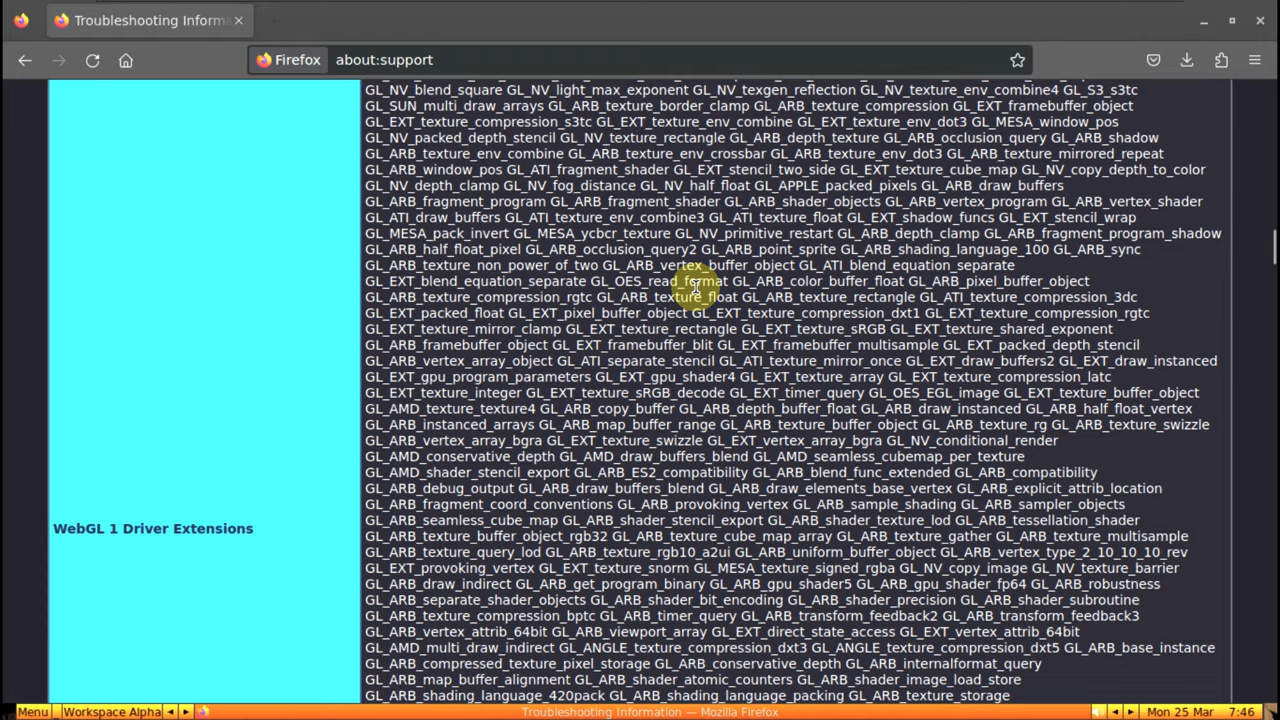 Troubleshooting Informa
Firefox about:support
GL_NV_blend_square GL_NV_light_max_exponent GL_NV_texgen_reflection GL_NV_texture_env_combine4 GL_S3_s3tc
GL_SUN_multi_draw_arrays GL_ARB_texture_border_clamp GL_ARB_texture_compression GL_EXT_framebuffer_object
GL_EXT_texture_compression_s3tc GL_EXT_texture_env_combine GL_EXT_texture_env_dot3 GL_MESA_window_pos
GL_NV_packed_depth_stencil GL_NV_texture_rectangle GL_ARB_depth_texture GL_ARB_occlusion_query GL_ARB_shadow
GL_ARB_texture_env_combine GL_ARB_texture_env_crossbar GL_ARB_texture_env_dot3 GL_ARB_texture_mirrored_repeat
GL_ARB_window_pos GL_ATI_fragment_shader GL_EXT_stencil_two_side GL_EXT_texture_cube_map GL_NV_copy_depth_to_color
GL_NV_depth_clamp GL_NV_fog_distance GL_NV_half_float GL_APPLE_packed_pixels GL_ARB_draw_buffers
GL_ARB_fragment_program GL_ARB_fragment_shader GL_ARB_shader_objects GL_ARB_vertex_program GL_ARB_vertex_shader
GL_ATI_draw_buffers GL_ATI_texture_env_combine3 GL_ATI_texture_float GL_EXT_shadow_funcs GL_EXT_stencil_wrap
GL_MESA_pack_invert GL_MESA_ycbcr_texture GL_NV_primitive_restart GL_ARB_depth_clamp GL_ARB_fragment_program_shadow
GL_ARB_half_float_pixel GL_ARB_occlusion_query2 GL_ARB_point_sprite GL_ARB_shading_language_100 GL_ARB_sync
GL_ARB_texture_non_power_of_two GL_ARB_vertex_buffer_object GL_ATI_blend_equation_separate
GL_EXT_blend_equation_separate GL_OES_read_format GL_ARB_color_buffer_float GL_ARB_pixel_buffer_object
GL_ARB_texture_compression_rgtc GL_ARB_texture_float GL_ARB_texture_rectangle GL_ATI_texture_compression_3dc
GL_EXT_packed_float GL_EXT_pixel_buffer_object GL_EXT_texture_compression_dxt1 GL_EXT_texture_compression_rgtc
GL_EXT_texture_mirror_clamp GL_EXT_texture_rectangle GL_EXT_texture_sRGB GL_EXT_texture_shared_exponent
GL_ARB_framebuffer_object GL_EXT_framebuffer_blit GL_EXT_framebuffer_multisample GL_EXT_packed_depth_stencil
GL_ARB_vertex_array_object GL_ATI_separate_stencil GL_ATI_texture_mirror_once GL_EXT_draw_buffers2 GL_EXT_draw_instanced
GL_EXT_gpu_program_parameters GL_EXT_gpu_shader4 GL_EXT_texture_array GL_EXT_texture_compression_latc
GL_EXT_texture_integer GL_EXT_texture_sRGB_decode GL_EXT_timer_query GL_OES_EGL_image GL_EXT_texture_buffer_object
GL_AMD_texture_texture4 GL_ARB_copy_buffer GL_ARB_depth_buffer_float GL_ARB_draw_instanced GL_ARB_half_float_vertex
GL_ARB_instanced_arrays GL_ARB_map_buffer_range GL_ARB_texture_buffer_object GL_ARB_texture_rg GL_ARB_texture_swizzle
GL_ARB_vertex_array_bgra GL_EXT_texture_swizzle GL_EXT_vertex_array_bgra GL_NV_conditional_render
GL_AMD_conservative_depth GL_AMD_draw_buffers_blend GL_AMD_seamless_cubemap_per_texture
GL_AMD_shader_stencil_export GL_ARB_ES2_compatibility GL_ARB_blend_func_extended GL_ARB_compatibility
GL_ARB_debug_output GL_ARB_draw_buffers_blend GL_ARB_draw_elements_base_vertex GL_ARB_explicit_attrib_location
GL_ARB_fragment_coord_conventions GL_ARB_provoking_vertex GL_ARB_sample_shading GL_ARB_sampler_objects
GL_ARB_seamless_cube_map GL_ARB_shader_stencil_export GL_ARB_shader_texture_lod GL_ARB_tessellation_shader
WebGL 1 Driver Extensions
GL_ARB_texture_buffer_object_rgb32 GL_ARB_texture_cube_map_array GL_ARB_texture_gather GL_ARB_texture_multisample
GL_ARB_texture_query_lod GL_ARB_texture_rgb10_a2ui GL_ARB_uniform_buffer_object GL_ARB_vertex_type_2_10_10_10_rev
GL_EXT_provoking_vertex GL_EXT_texture_snorm GL_MESA_texture_signed_rgba GL_NV_copy_image GL_NV_texture_barrier
GL_ARB_draw_indirect GL_ARB_get_program_binary GL_ARB_gpu_shader5 GL_ARB_gpu_shader_fp64 GL_ARB_robustness
GL_ARB_separate_shader_objects GL_ARB_shader_bit_encoding GL_ARB_shader_precision GL_ARB_shader_subroutine
GL_ARB_texture_compression_bptc GL_ARB_timer_query GL_ARB_transform_feedback2 GL_ARB_transform_feedback3
GL_ARB_vertex_attrib_64bit GL_ARB_viewport_array GL_EXT_direct_state_access GL_EXT_vertex_attrib_64bit
GL_AMD_multi_draw_indirect GL_ANGLE_texture_compression_dxt3 GL_ANGLE_texture_compression_dxt5 GL_ARB_base_instance
GL_ARB_compressed_texture_pixel_storage GL_ARB_conservative_depth GL_ARB_internalformat_query
GL_ARB_map_buffer_alignment GL_ARB_shader_atomic_counters GL_ARB_shader_image_load_store
GL_ARB_shading_language_420pack GL_ARB_shading_language_packing GL_ARB_texture_storage
Menu Workspace Alpha Troubleshooting Information — Mozilla Firefox Mon 25 Mar 7:46